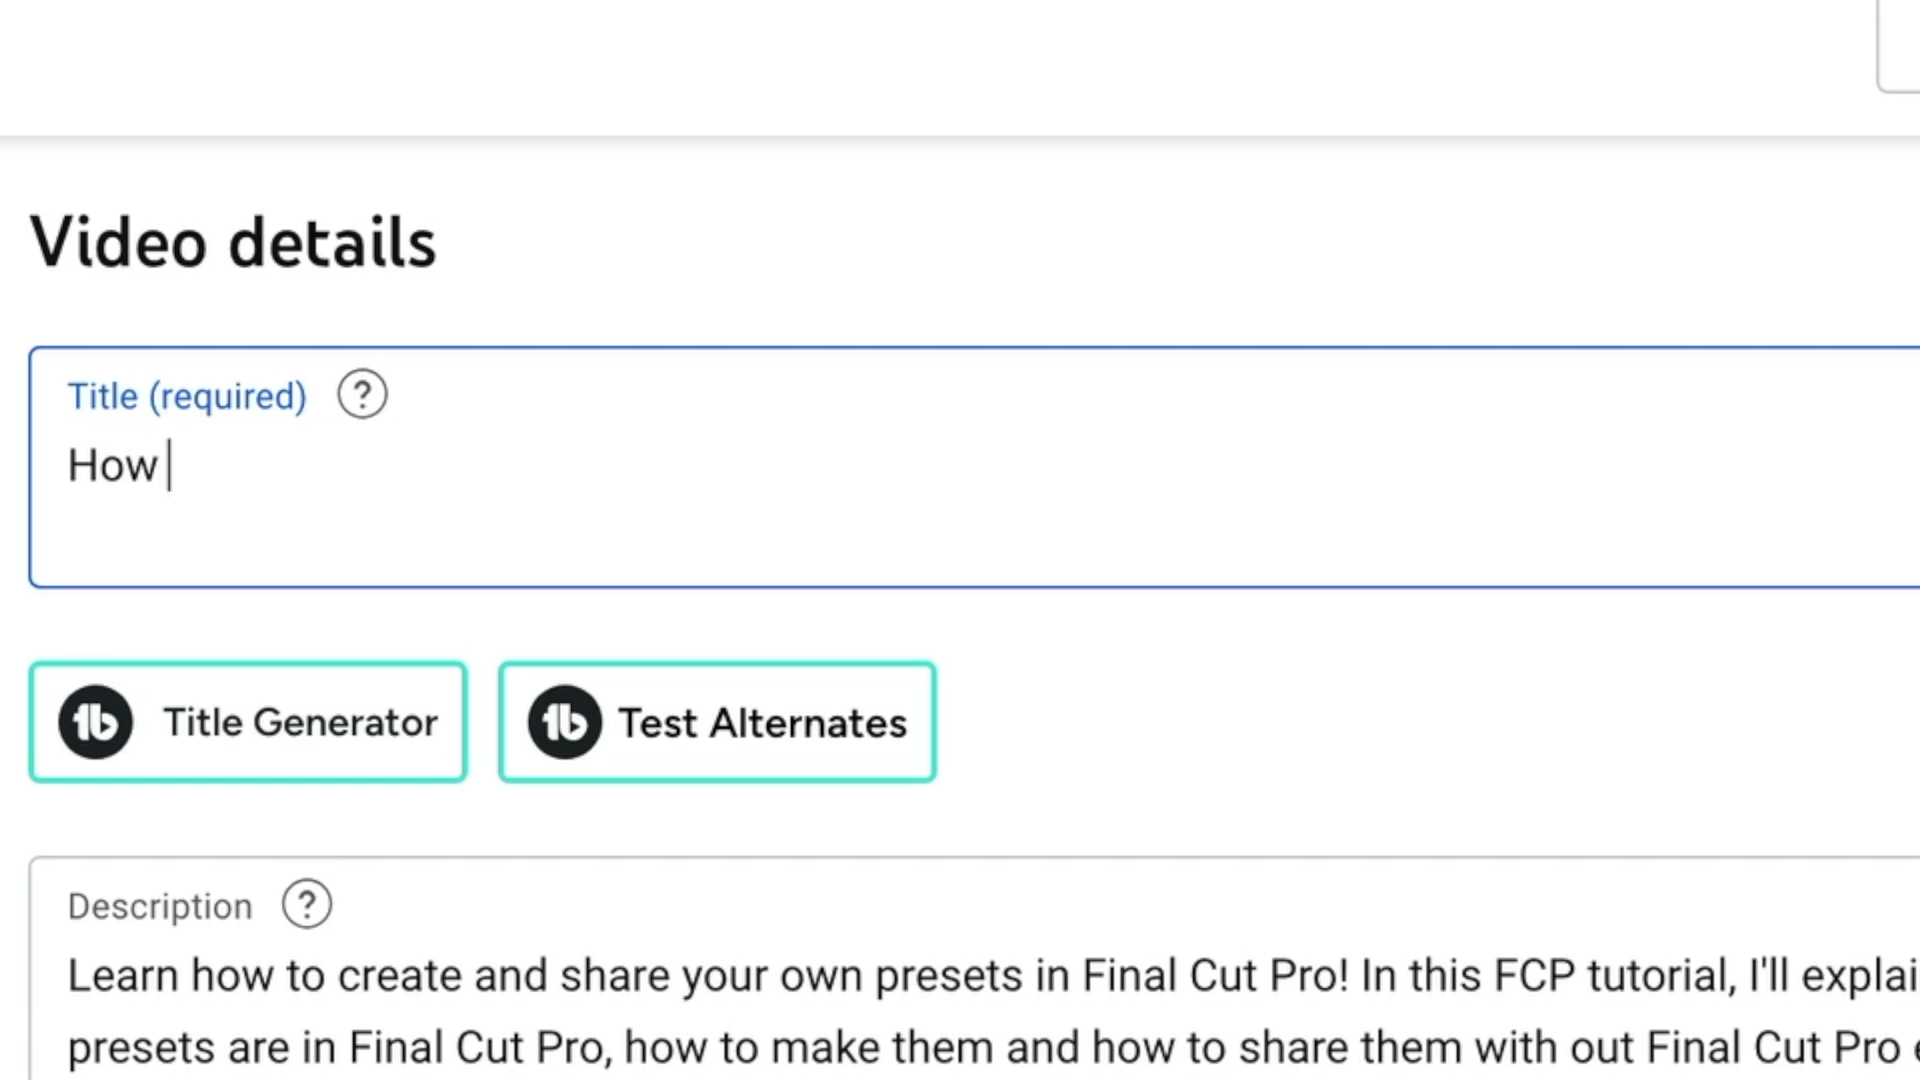 Video details
Title (required) ?
How
tb Title Generator
tb Test Alternates
Description ?
Learn how to create and share your own presets in Final Cut Pro! In this FCP tutorial, I'll
presets are in Final Cut Pro, how to make them and how to share them with out Final Cut Pro